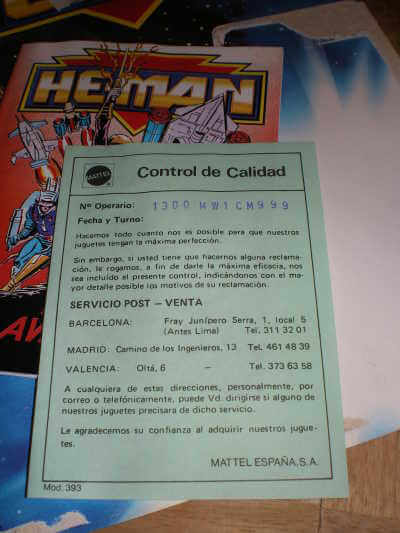 HE-MAN
MATTEL
Control de Calidad
Nº Operario: 1300 MW1 CM999
Fecha y Turno:
Hacemos todo cuanto nos es posible para que nuestros
juguetes tengan la máxima perfección.
Sin embargo, si usted tiene que hacernos alguna reclama-
ción, le rogamos, a fin de darle la máxima eficacia, nos
sea incluido el presente control, indicándonos con el ma-
yor detalle posible los motivos de su reclamación.
SERVICIO POST – VENTA
BARCELONA: Fray Junípero Serra, 1, local 5
(Antes Lima) Tel. 311 32 01
MADRID: Camino de los Ingenieros, 13 Tel. 461 48 39
VALENCIA: Oltá, 6 – Tel. 373 63 58
A cualquiera de estas direcciones, personalmente, por
correo o telefónicamente, puede Vd. dirigirse si alguno de
nuestros juguetes precisara de dicho servicio.
Le agradecemos su confianza al adquirir nuestros jugue-
tes.
MATTEL ESPAÑA, S.A.
Mod. 393